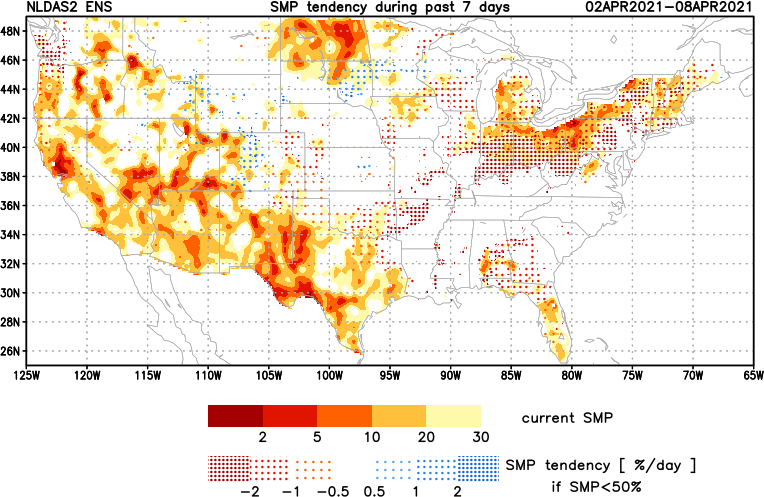 NLDAS2 ENS SMP tendency during past 7 days 02APR2021−08APR2021
48N
46N
44N
42N
40N
38N
36N
34N
32N
30N
28N
26N
125W 120W 115W 110W 105W 100W 95W 90W 85W 80W 75W 70W 65W
current SMP
2 5 10 20 30
SMP tendency [ %/day ]
−2 −1 −0.5 0.5 1 2
if SMP<50%